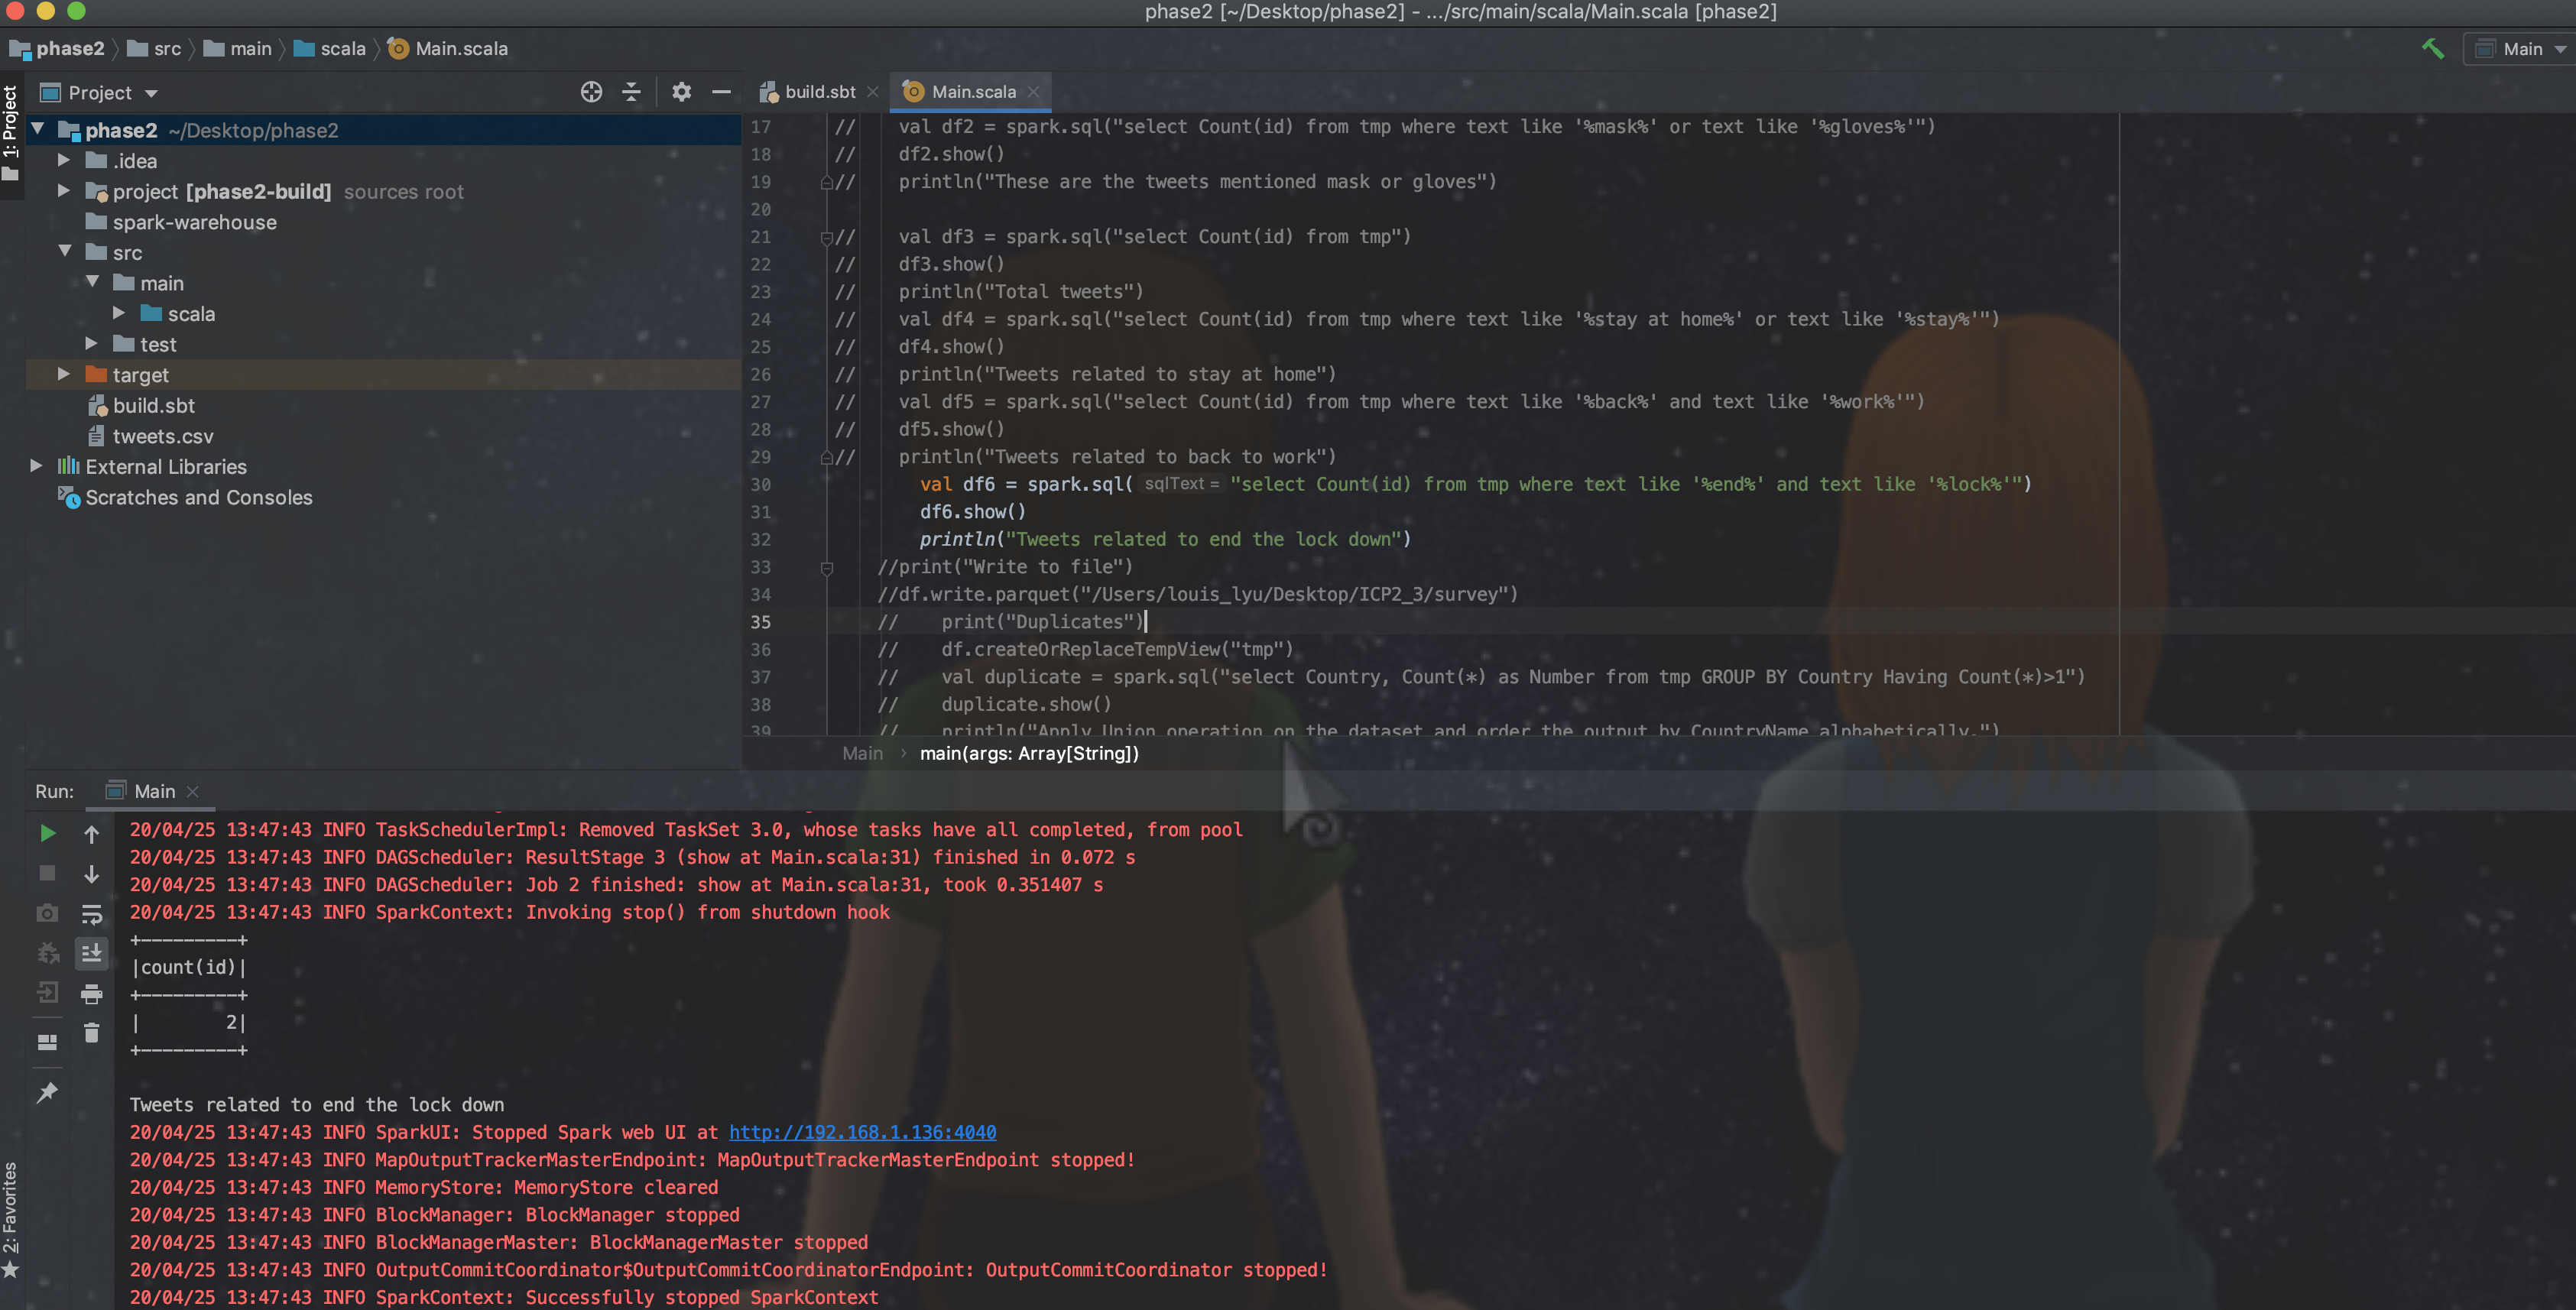 phase2 [~/Desktop/phase2] - .../src/main/scala/Main.scala [phase2]
phase2 src main scala Main.scala Main
1: Project
Project
build.sbt Main.scala
phase2 ~/Desktop/phase2
.idea
project [phase2-build] sources root
spark-warehouse
src
main
scala
test
target
build.sbt
tweets.csv
External Libraries
Scratches and Consoles
17 // val df2 = spark.sql("select Count(id) from tmp where text like '%mask%' or text like '%gloves%'")
18 // df2.show()
19 // println("These are the tweets mentioned mask or gloves")
20
21 // val df3 = spark.sql("select Count(id) from tmp")
22 // df3.show()
23 // println("Total tweets")
24 // val df4 = spark.sql("select Count(id) from tmp where text like '%stay at home%' or text like '%stay%'")
25 // df4.show()
26 // println("Tweets related to stay at home")
27 // val df5 = spark.sql("select Count(id) from tmp where text like '%back%' and text like '%work%'")
28 // df5.show()
29 // println("Tweets related to back to work")
30 val df6 = spark.sql( sqlText = "select Count(id) from tmp where text like '%end%' and text like '%lock%'")
31 df6.show()
32 println("Tweets related to end the lock down")
33 //print("Write to file")
34 //df.write.parquet("/Users/louis_lyu/Desktop/ICP2_3/survey")
35 // print("Duplicates")
36 // df.createOrReplaceTempView("tmp")
37 // val duplicate = spark.sql("select Country, Count(*) as Number from tmp GROUP BY Country Having Count(*)>1")
38 // duplicate.show()
39 // println("Apply Union operation on the dataset and order the output by CountryName alphabetically.")
Main main(args: Array[String])
Run: Main
20/04/25 13:47:43 INFO TaskSchedulerImpl: Removed TaskSet 3.0, whose tasks have all completed, from pool
20/04/25 13:47:43 INFO DAGScheduler: ResultStage 3 (show at Main.scala:31) finished in 0.072 s
20/04/25 13:47:43 INFO DAGScheduler: Job 2 finished: show at Main.scala:31, took 0.351407 s
20/04/25 13:47:43 INFO SparkContext: Invoking stop() from shutdown hook
+---------+
|count(id)|
+---------+
|        2|
+---------+
Tweets related to end the lock down
20/04/25 13:47:43 INFO SparkUI: Stopped Spark web UI at http://192.168.1.136:4040
20/04/25 13:47:43 INFO MapOutputTrackerMasterEndpoint: MapOutputTrackerMasterEndpoint stopped!
20/04/25 13:47:43 INFO MemoryStore: MemoryStore cleared
20/04/25 13:47:43 INFO BlockManager: BlockManager stopped
20/04/25 13:47:43 INFO BlockManagerMaster: BlockManagerMaster stopped
20/04/25 13:47:43 INFO OutputCommitCoordinator$OutputCommitCoordinatorEndpoint: OutputCommitCoordinator stopped!
20/04/25 13:47:43 INFO SparkContext: Successfully stopped SparkContext
2: Favorites